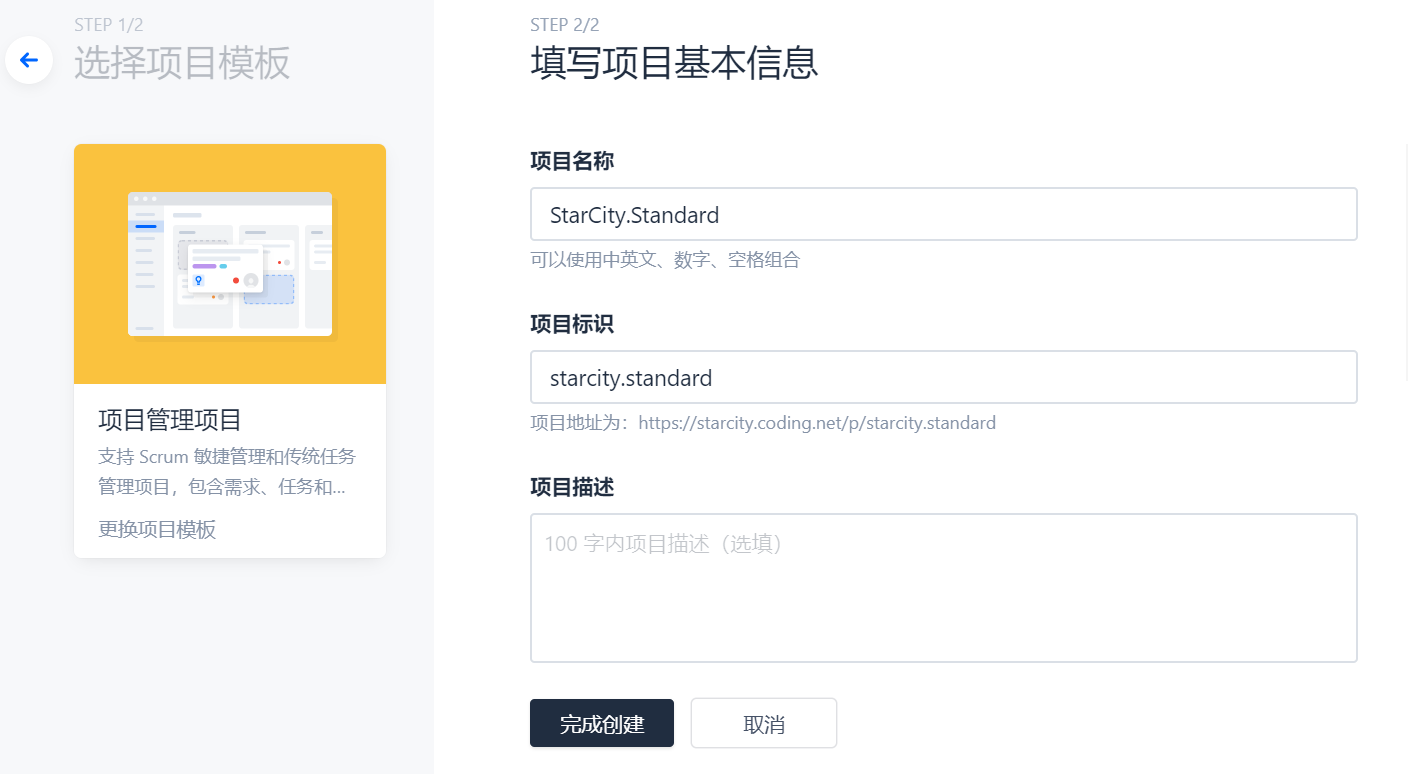 STEP 1/2
选择项目模板
项目管理项目
支持 Scrum 敏捷管理和传统任务
管理项目，包含需求、任务和...
更换项目模板
STEP 2/2
填写项目基本信息
项目名称
StarCity.Standard
可以使用中英文、数字、空格组合
项目标识
starcity.standard
项目地址为：https://starcity.coding.net/p/starcity.standard
项目描述
100 字内项目描述（选填）
完成创建
取消